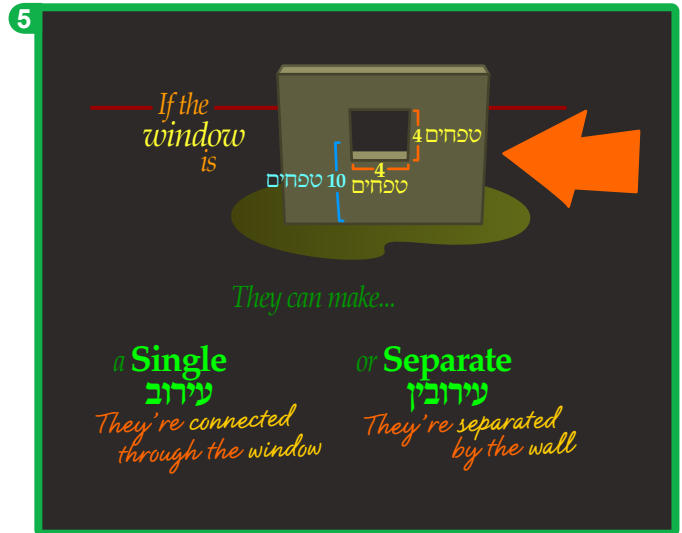 5
If the
window
is
4 טפחים
4
טפחים
10 טפחים
They can make...
a Single
עירוב
They're connected
through the window
or Separate
עירובין
They're separated
by the wall